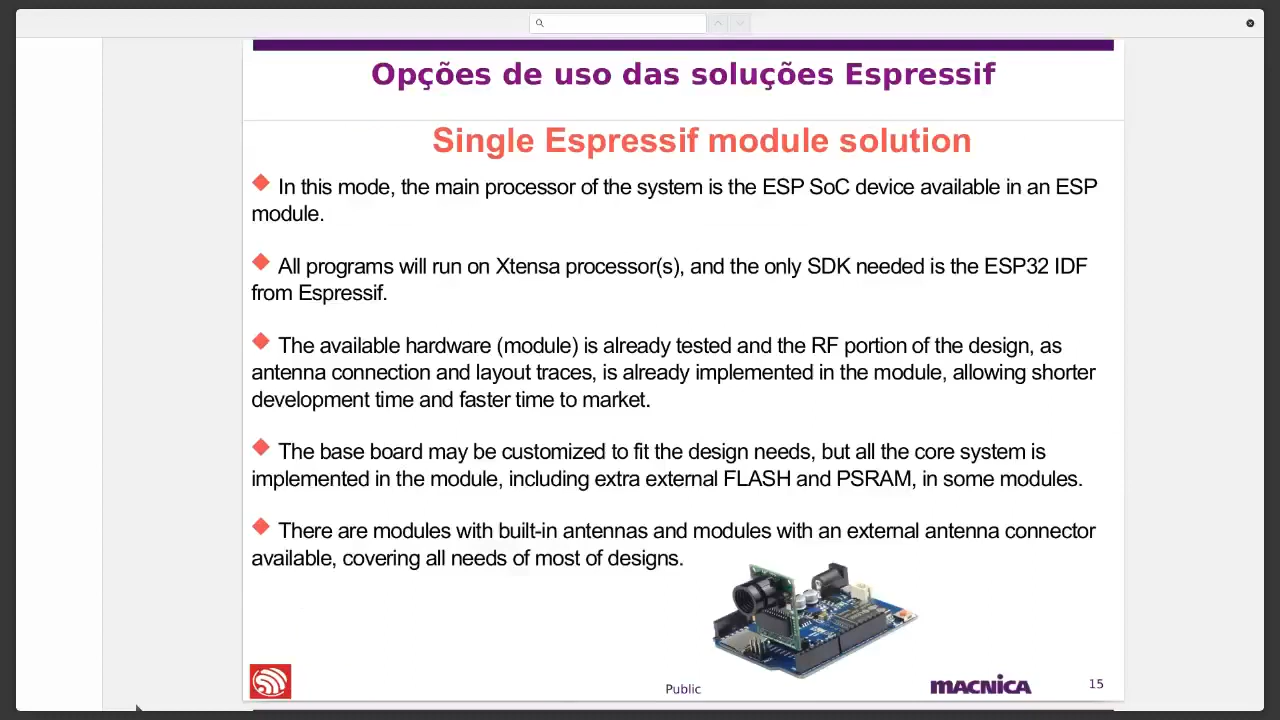 Opções de uso das soluções Espressif
Single Espressif module solution
In this mode, the main processor of the system is the ESP SoC device available in an ESP
module.
All programs will run on Xtensa processor(s), and the only SDK needed is the ESP32 IDF
from Espressif.
The available hardware (module) is already tested and the RF portion of the design, as
antenna connection and layout traces, is already implemented in the module, allowing shorter
development time and faster time to market.
The base board may be customized to fit the design needs, but all the core system is
implemented in the module, including extra external FLASH and PSRAM, in some modules.
There are modules with built-in antennas and modules with an external antenna connector
available, covering all needs of most of designs.
Public
MACNICA
15